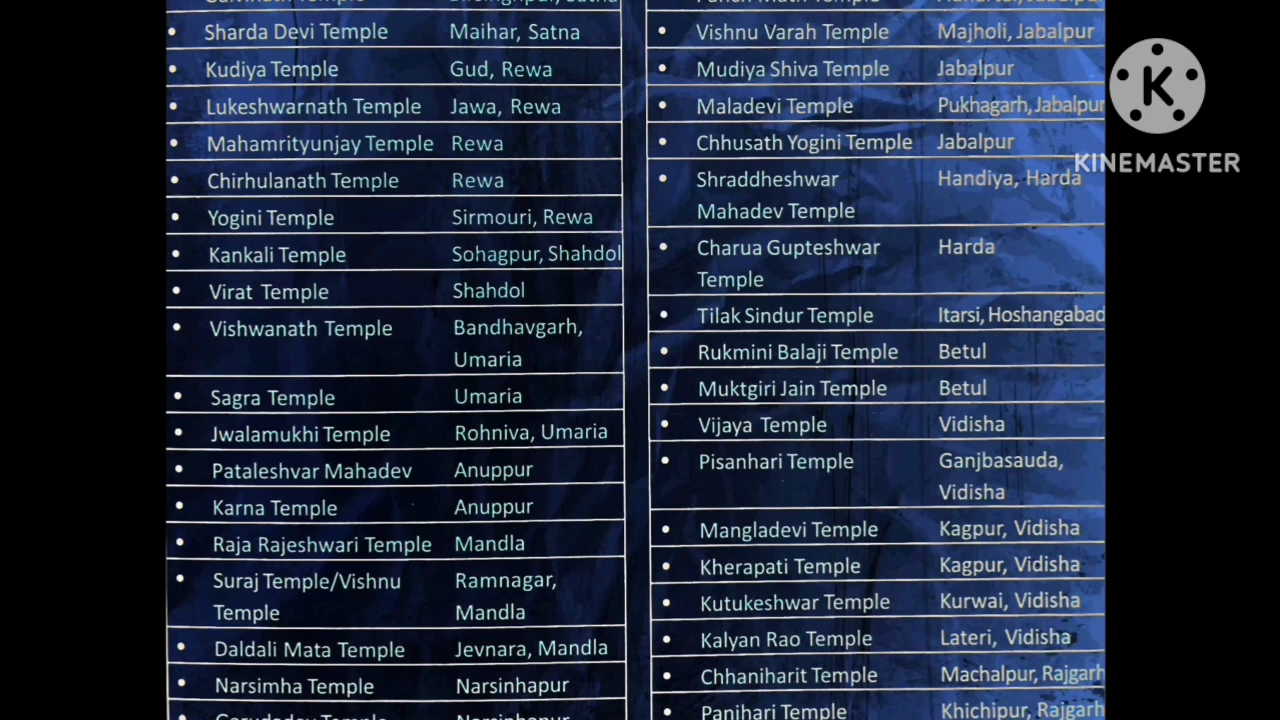 Sharda Devi Temple Maihar, Satna
Kudiya Temple Gud, Rewa
Lukeshwarnath Temple Jawa, Rewa
Mahamrityunjay Temple Rewa
Chirhulanath Temple Rewa
Yogini Temple Sirmouri, Rewa
Kankali Temple Sohagpur, Shahdol
Virat Temple Shahdol
Vishwanath Temple Bandhavgarh,
Umaria
Sagra Temple Umaria
Jwalamukhi Temple Rohniva, Umaria
Pataleshvar Mahadev Anuppur
Karna Temple Anuppur
Raja Rajeshwari Temple Mandla
Suraj Temple/Vishnu Ramnagar,
Temple Mandla
Daldali Mata Temple Jevnara, Mandla
Narsimha Temple Narsinhapur
Vishnu Varah Temple Majholi, Jabalpur
Mudiya Shiva Temple Jabalpur
Maladevi Temple Pukhagarh, Jabalpur
Chhusath Yogini Temple Jabalpur
Shraddheshwar Handiya, Harda
Mahadev Temple
Charua Gupteshwar Harda
Temple
Tilak Sindur Temple Itarsi, Hoshangabad
Rukmini Balaji Temple Betul
Muktgiri Jain Temple Betul
Vijaya Temple Vidisha
Pisanhari Temple Ganjbasauda,
Vidisha
Mangladevi Temple Kagpur, Vidisha
Kherapati Temple Kagpur, Vidisha
Kutukeshwar Temple Kurwai, Vidisha
Kalyan Rao Temple Lateri, Vidisha
Chhaniharit Temple Machalpur, Rajgarh
Panihari Temple Khichipur, Rajgarh
K
KINEMASTER